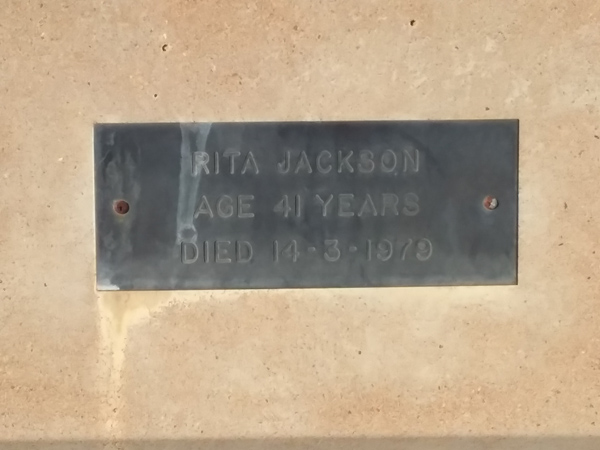 RITA JACKSON
AGE 41 YEARS
DIED 14-3-1979